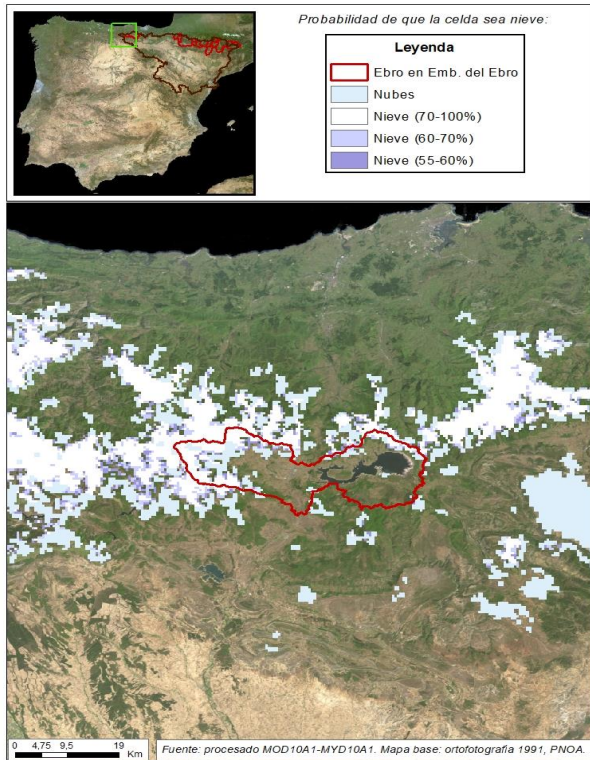 Probabilidad de que la celda sea nieve:
Leyenda
Ebro en Emb. del Ebro
Nubes
Nieve (70-100%)
Nieve (60-70%)
Nieve (55-60%)
0 4,75 9,5 19
Km
Fuente: procesado MOD10A1-MYD10A1. Mapa base: ortofotografía 1991, PNOA.